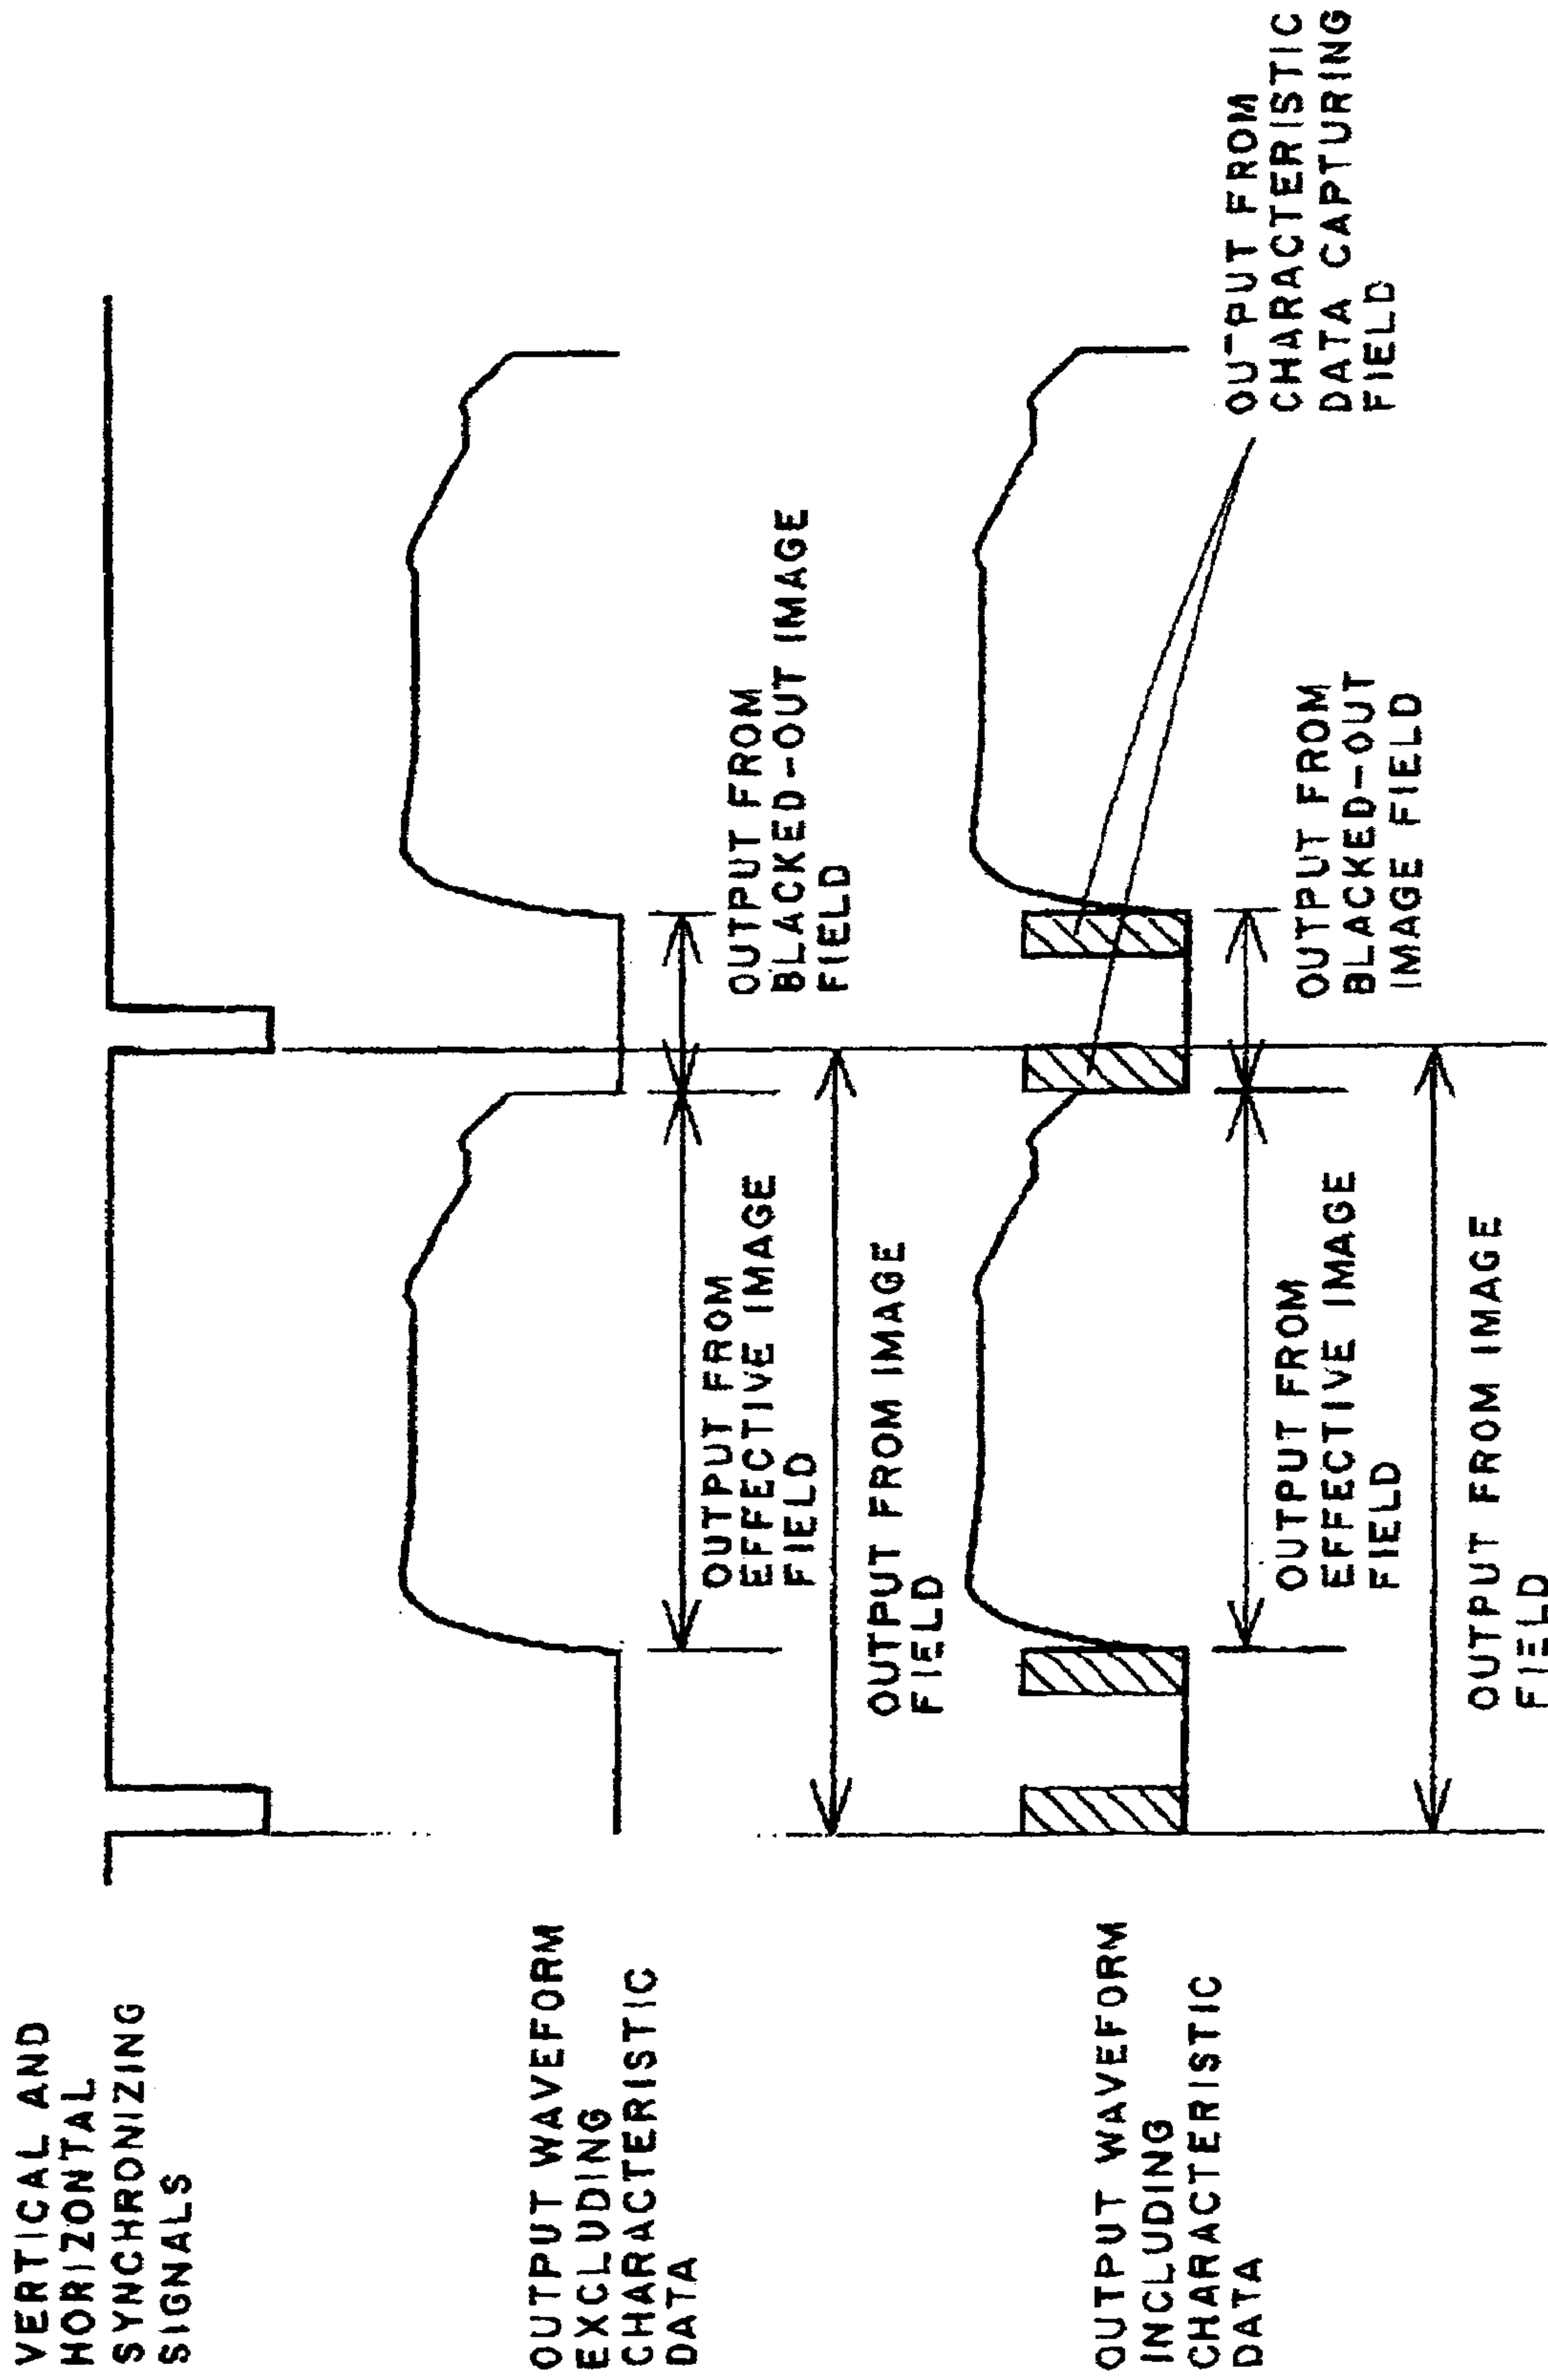 VERTICAL AND
HORIZONTAL
SYNCHRONIZING
SIGNALS
OUTPUT WAVEFORM
EXCLUDING
CHARACTERISTIC
DATA
OUTPUT FROM
EFFECTIVE IMAGE
FIELD
OUTPUT FROM
BLACKED-OUT IMAGE
FIELD
OUTPUT FROM IMAGE
FIELD
OUTPUT WAVEFORM
INCLUDING
CHARACTERISTIC
DATA
OUTPUT FROM
CHARACTERISTIC
DATA CAPTURING
FIELD
OUTPUT FROM
EFFECTIVE IMAGE
FIELD
OUTPUT FROM
BLACKED-OUT
IMAGE FIELD
OUTPUT FROM IMAGE
FIELD